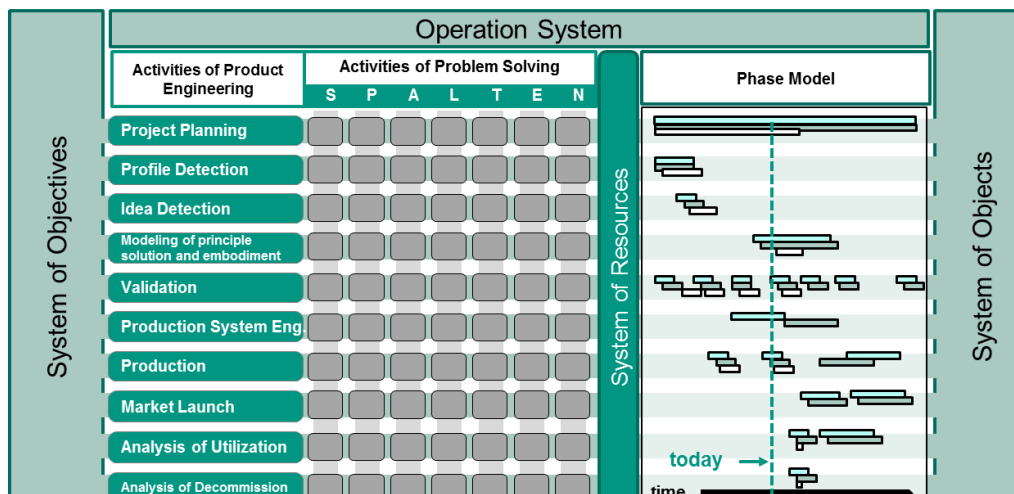 Operation System
System of Objectives
Activities of Product
Engineering
Activities of Problem Solving
S P A L T E N
System of Resources
Phase Model
System of Objects
Project Planning
Profile Detection
Idea Detection
Modeling of principle
solution and embodiment
Validation
Production System Eng.
Production
Market Launch
Analysis of Utilization
Analysis of Decommission
today
time